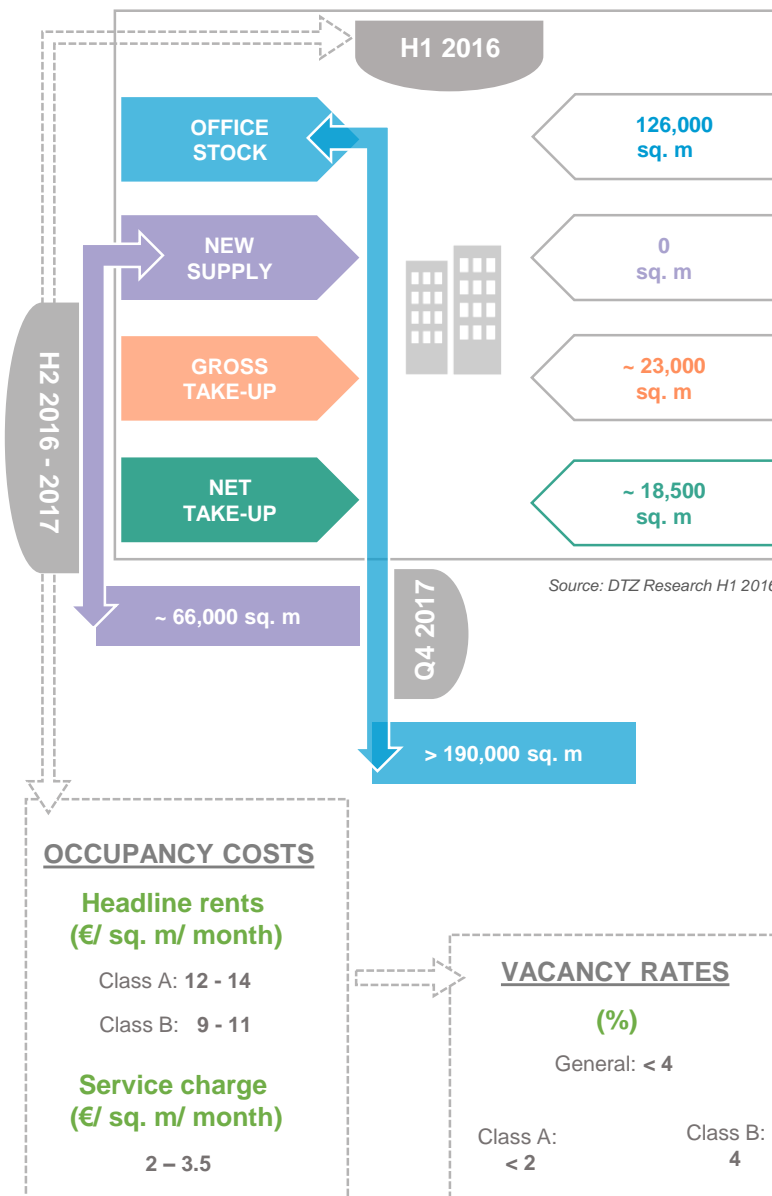 H1 2016
OFFICE
STOCK
126,000
sq. m
NEW
SUPPLY
0
sq. m
GROSS
TAKE-UP
~ 23,000
sq. m
NET
TAKE-UP
~ 18,500
sq. m
H2 2016 - 2017
Source: DTZ Research H1 2016
~ 66,000 sq. m
Q4 2017
> 190,000 sq. m
OCCUPANCY COSTS
Headline rents
(€/ sq. m/ month)
Class A: 12 - 14
Class B: 9 - 11
Service charge
(€/ sq. m/ month)
2 – 3.5
VACANCY RATES
(%)
General: < 4
Class A:
< 2
Class B:
4